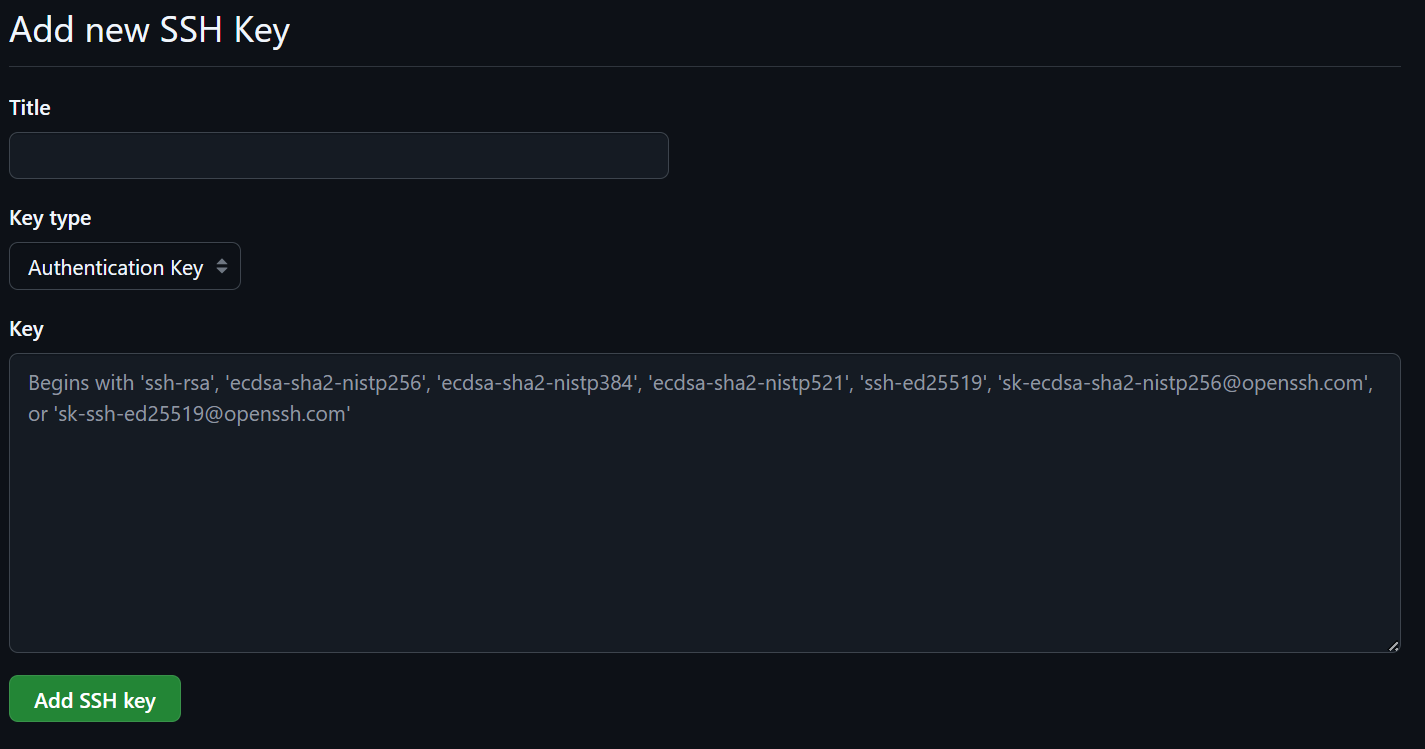 Add new SSH Key
Title
Key type
Authentication Key
Key
Begins with 'ssh-rsa', 'ecdsa-sha2-nistp256', 'ecdsa-sha2-nistp384', 'ecdsa-sha2-nistp521', 'ssh-ed25519', 'sk-ecdsa-sha2-nistp256@openssh.com',
or 'sk-ssh-ed25519@openssh.com'
Add SSH key